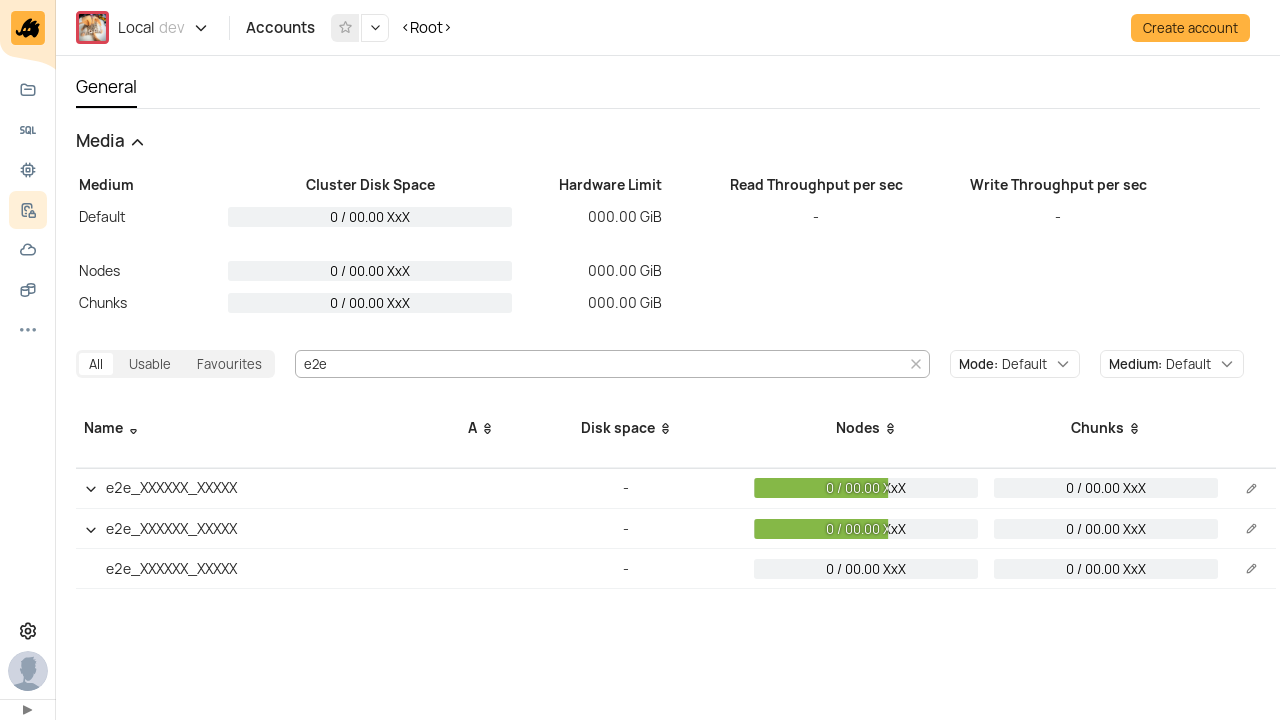 Local dev
Accounts
<Root>
Create account
SQL
General
Media
Medium Cluster Disk Space Hardware Limit Read Throughput per sec Write Throughput per sec
Default 0 / 00.00 XxX 000.00 GiB - -
Nodes 0 / 00.00 XxX 000.00 GiB
Chunks 0 / 00.00 XxX 000.00 GiB
All Usable Favourites e2e Mode: Default Medium: Default
Name A Disk space Nodes Chunks
e2e_XXXXXX_XXXXX - 0 / 00.00 XxX 0 / 00.00 XxX
e2e_XXXXXX_XXXXX - 0 / 00.00 XxX 0 / 00.00 XxX
e2e_XXXXXX_XXXXX - 0 / 00.00 XxX 0 / 00.00 XxX